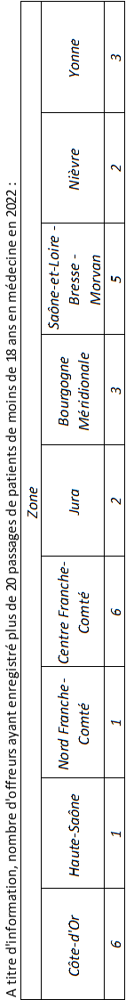 A titre d'information, nombre d'offreurs ayant enregistré plus de 20 passages de patients de moins de 18 ans en médecine en 2022 :
Zone
Côte-d'Or Haute-Saône Nord Franche-Comté Centre Franche-Comté Jura Bourgogne Méridionale Saône-et-Loire - Bresse - Morvan Nièvre Yonne
6 1 1 6 2 3 5 2 3